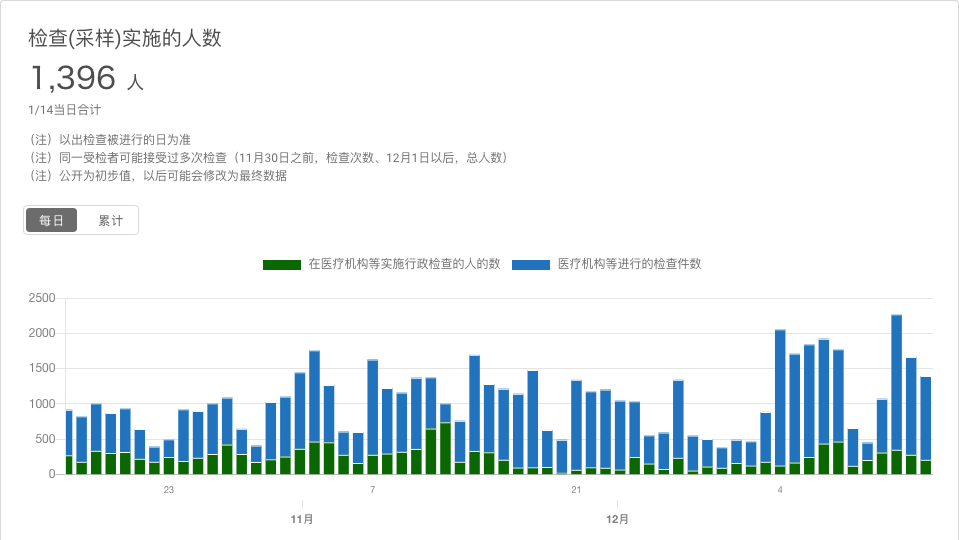 检查(采样)实施的人数
1,396 人
1/14当日合计
（注）以出检查被进行的日为准
（注）同一受检者可能接受过多次检查（11月30日之前，检查次数、12月1日以后，总人数）
（注）公开为初步值，以后可能会修改为最终数据
每日 累计
在医疗机构等实施行政检查的人的数 医疗机构等进行的检查件数
2500
2000
1500
1000
500
0
23 7 21 4
11月 12月